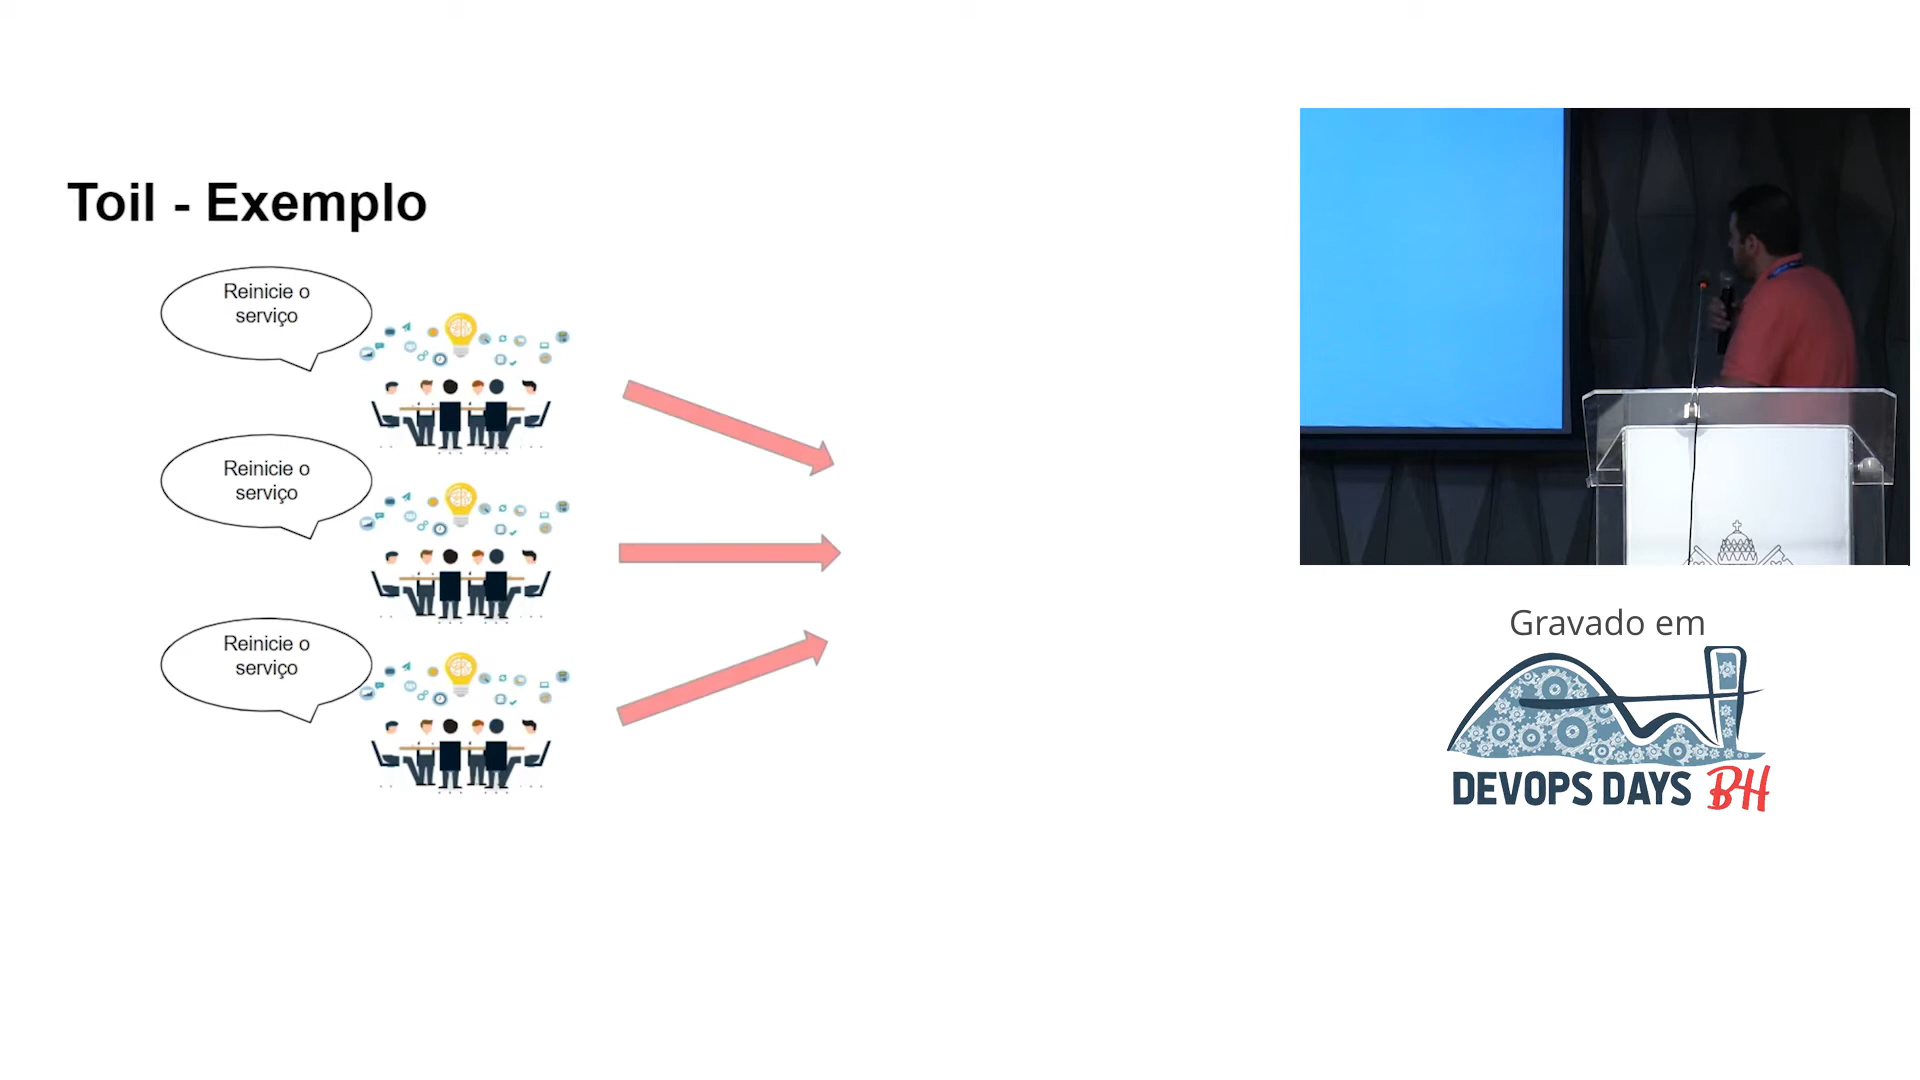 Toil - Exemplo
Reinicie o
serviço
Reinicie o
serviço
Reinicie o
serviço
Gravado em
DEVOPS DAYS BH